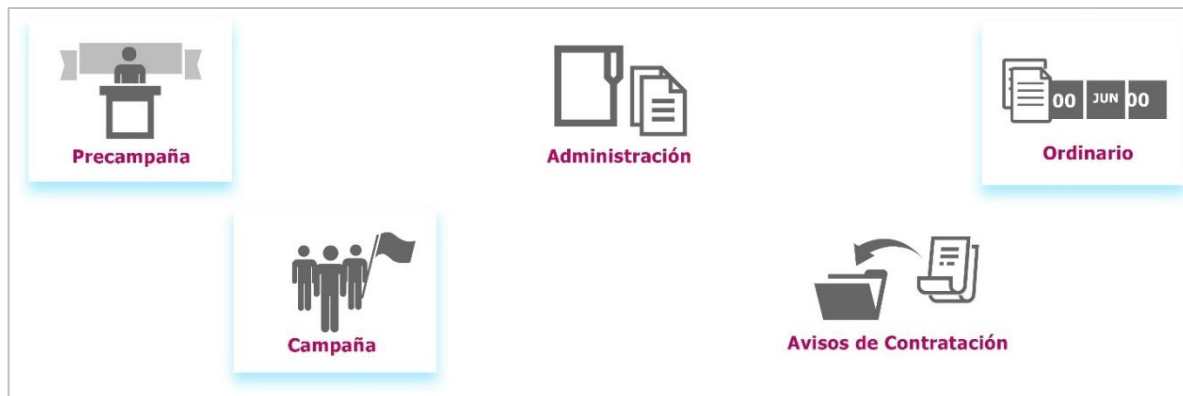 Precampaña
Administración
00 JUN 00
Ordinario
Campaña
Avisos de Contratación